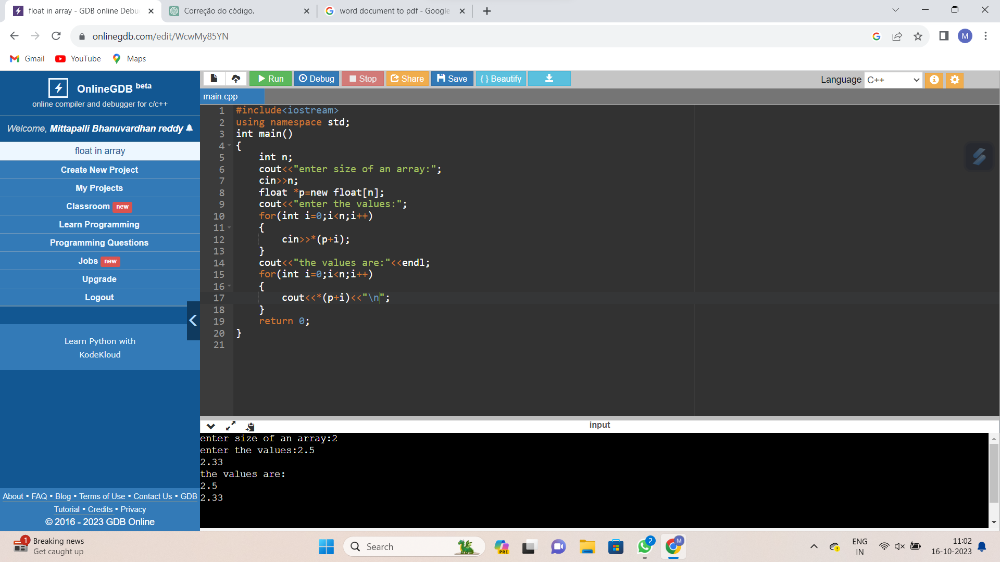 float in array - GDB online Debu
Correção do código.
word document to pdf - Google
onlinegdb.com/edit/WcwMy85YN
M
Gmail
YouTube
Maps
OnlineGDB beta
online compiler and debugger for c/c++
Welcome, Mittapalli Bhanuvardhan reddy
float in array
Create New Project
My Projects
Classroom new
Learn Programming
Programming Questions
Jobs new
Upgrade
Logout
Learn Python with
KodeKloud
About • FAQ • Blog • Terms of Use • Contact Us • GDB
Tutorial • Credits • Privacy
© 2016 - 2023 GDB Online
Run Debug Stop Share Save { } Beautify
Language C++
main.cpp
1 #include<iostream>
2 using namespace std;
3 int main()
4 {
5     int n;
6     cout<<"enter size of an array:";
7     cin>>n;
8     float *p=new float[n];
9     cout<<"enter the values:";
10     for(int i=0;i<n;i++)
11     {
12         cin>>*(p+i);
13     }
14     cout<<"the values are:"<<endl;
15     for(int i=0;i<n;i++)
16     {
17         cout<<*(p+i)<<"\n";
18     }
19     return 0;
20 }
21
input
enter size of an array:2
enter the values:2.5
2.33
the values are:
2.5
2.33
1
Breaking news
Get caught up
Search
PRE
2
M
ENG
IN
11:02
16-10-2023